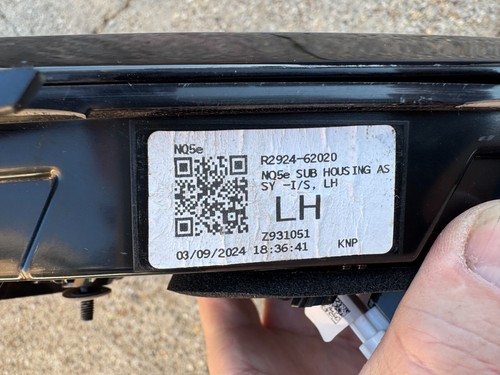 NQ5e
R2924-62020
NQ5e SUB HOUSING AS
SY -I/S, LH
LH
Z931051
03/09/2024 18:36:41
KNP